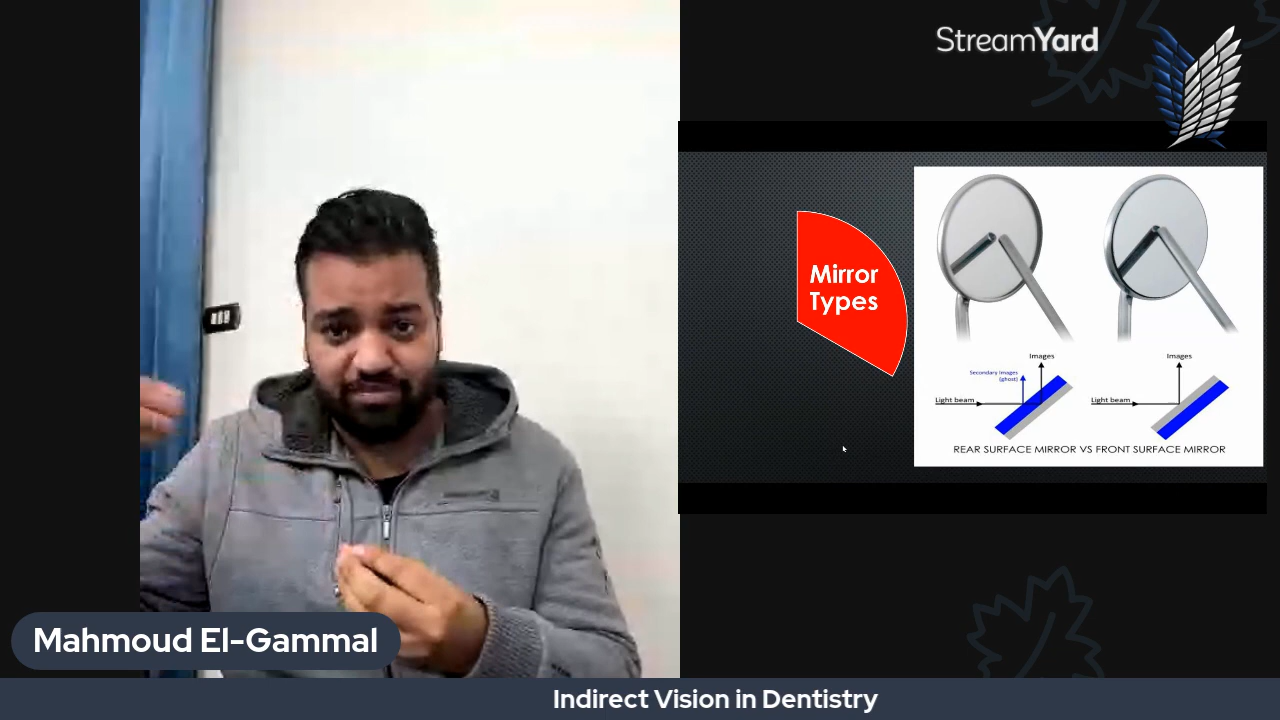 StreamYard
Mirror
Types
Images
Secondary Images
(ghost)
Light beam
Images
Light beam
REAR SURFACE MIRROR VS FRONT SURFACE MIRROR
Mahmoud El-Gammal
Indirect Vision in Dentistry